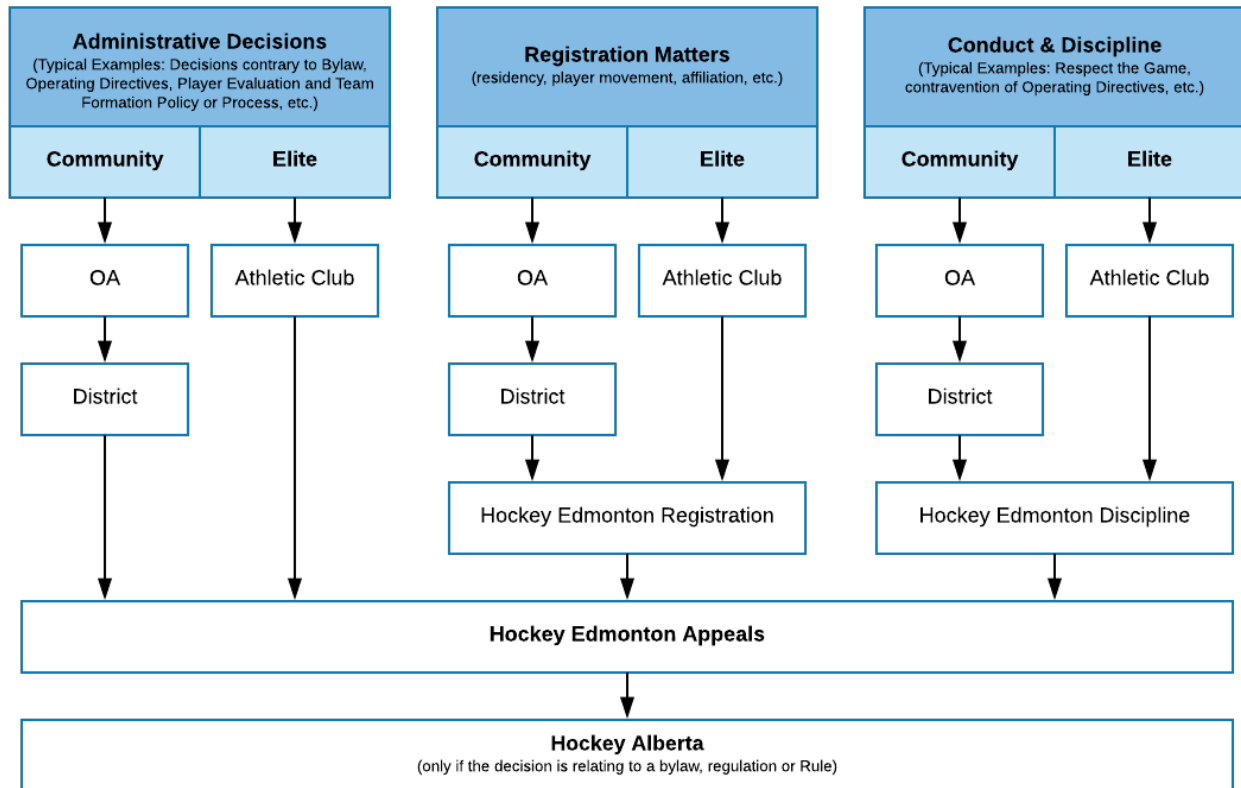 Administrative Decisions
(Typical Examples: Decisions contrary to Bylaw,
Operating Directives, Player Evaluation and Team
Formation Policy or Process, etc.)
Community
Elite
OA
Athletic Club
District
Registration Matters
(residency, player movement, affiliation, etc.)
Community
Elite
OA
Athletic Club
District
Hockey Edmonton Registration
Conduct & Discipline
(Typical Examples: Respect the Game,
contravention of Operating Directives, etc.)
Community
Elite
OA
Athletic Club
District
Hockey Edmonton Discipline
Hockey Edmonton Appeals
Hockey Alberta
(only if the decision is relating to a bylaw, regulation or Rule)